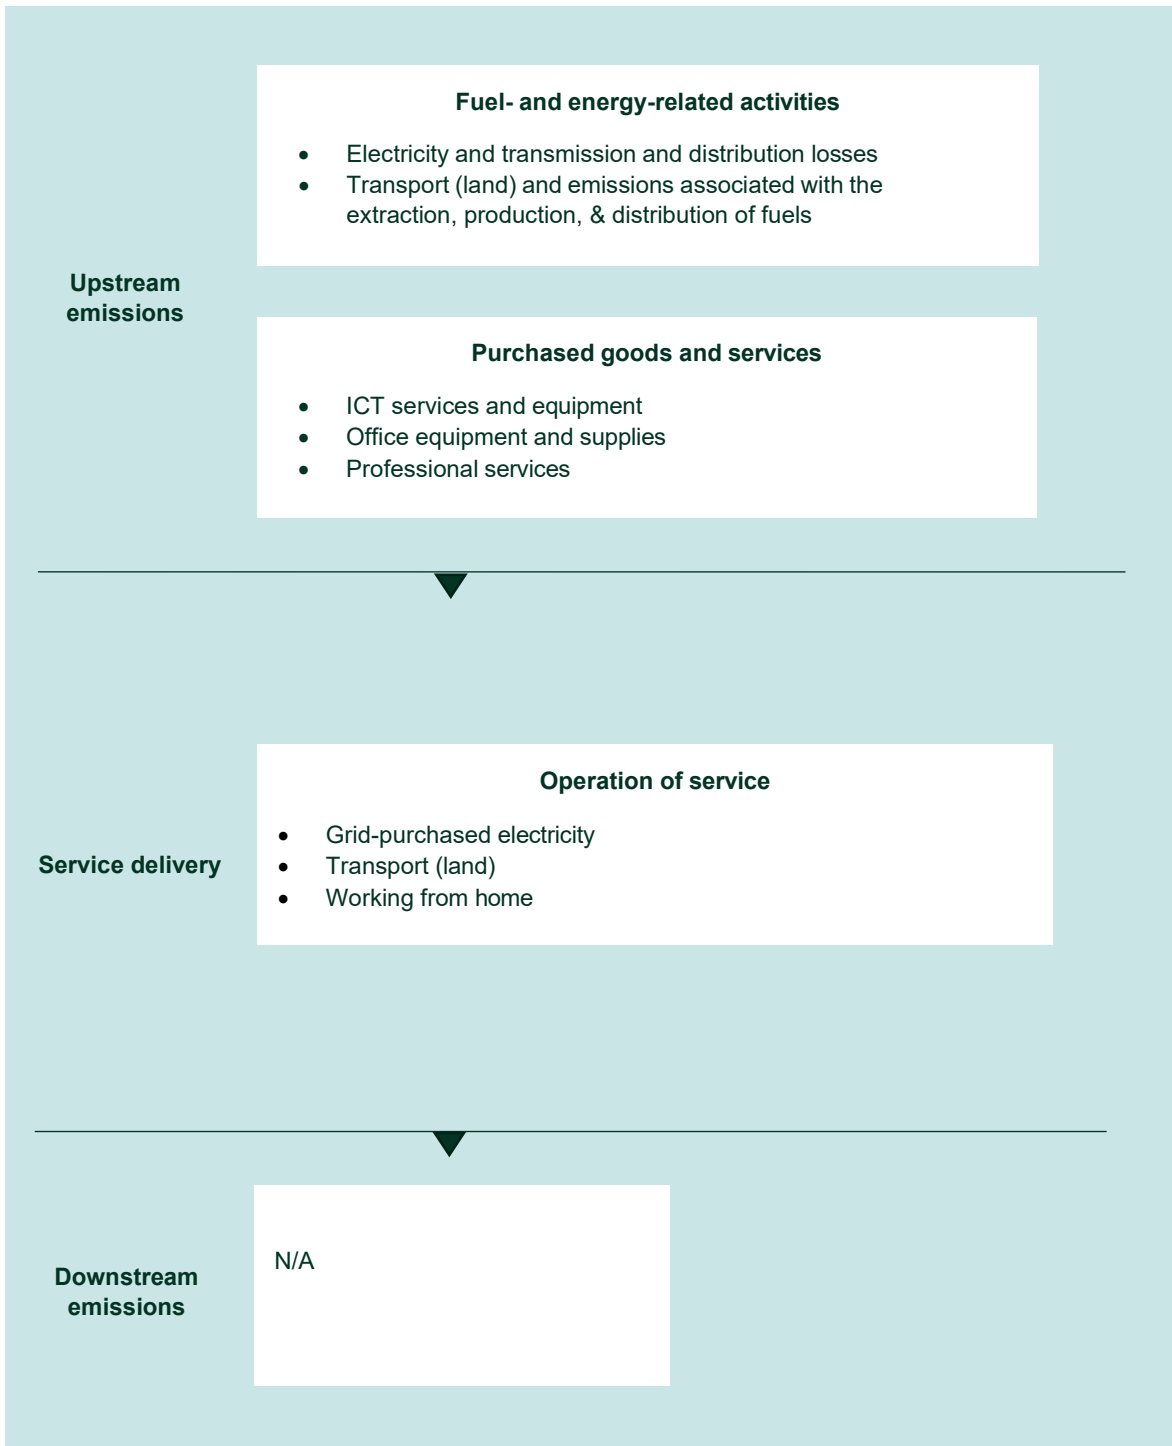 Upstream
emissions
Fuel- and energy-related activities
• Electricity and transmission and distribution losses
• Transport (land) and emissions associated with the
extraction, production, & distribution of fuels
Purchased goods and services
• ICT services and equipment
• Office equipment and supplies
• Professional services
Service delivery
Operation of service
• Grid-purchased electricity
• Transport (land)
• Working from home
Downstream
emissions
N/A